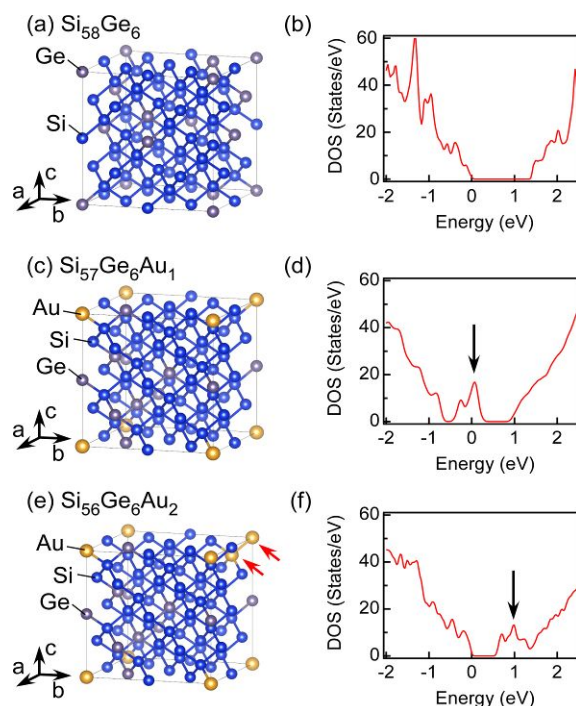 (a) Si58Ge6
Ge
Si
a
c
b
(b)
DOS (States/eV)
60
40
20
0
-2 -1 0 1 2
Energy (eV)
(c) Si57Ge6Au1
Au
Si
Ge
a
c
b
(d)
DOS (States/eV)
60
40
20
0
-2 -1 0 1 2
Energy (eV)
(e) Si56Ge6Au2
Au
Si
Ge
a
c
b
(f)
DOS (States/eV)
60
40
20
0
-2 -1 0 1 2
Energy (eV)